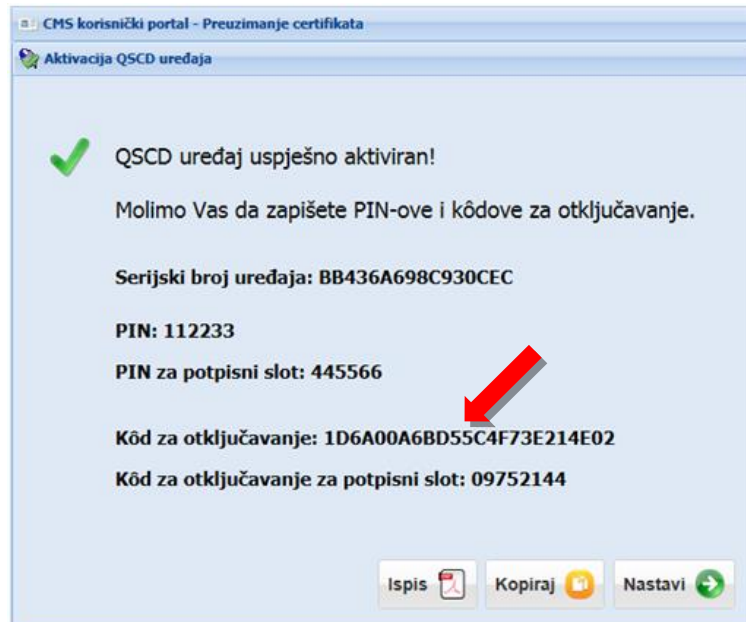 CMS korisnički portal - Preuzimanje certifikata
Aktivacija QSCD uređaja
QSCD uređaj uspješno aktiviran!
Molimo Vas da zapišete PIN-ove i kôdove za otključavanje.
Serijski broj uređaja: BB436A698C930CEC
PIN: 112233
PIN za potpisni slot: 445566
Kôd za otključavanje: 1D6A00A6BD55C4F73E214E02
Kôd za otključavanje za potpisni slot: 09752144
Ispis
Kopiraj
Nastavi